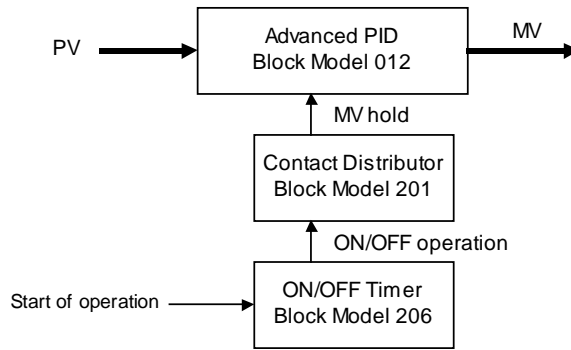 PV
Advanced PID
Block Model 012
MV
MV hold
Contact Distributor
Block Model 201
ON/OFF operation
Start of operation
ON/OFF Timer
Block Model 206